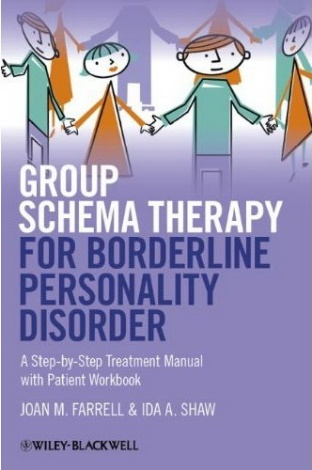 GROUP
SCHEMA THERAPY
FOR BORDERLINE
PERSONALITY
DISORDER
A Step-by-Step Treatment Manual
with Patient Workbook
JOAN M. FARRELL & IDA A. SHAW
WILEY-BLACKWELL